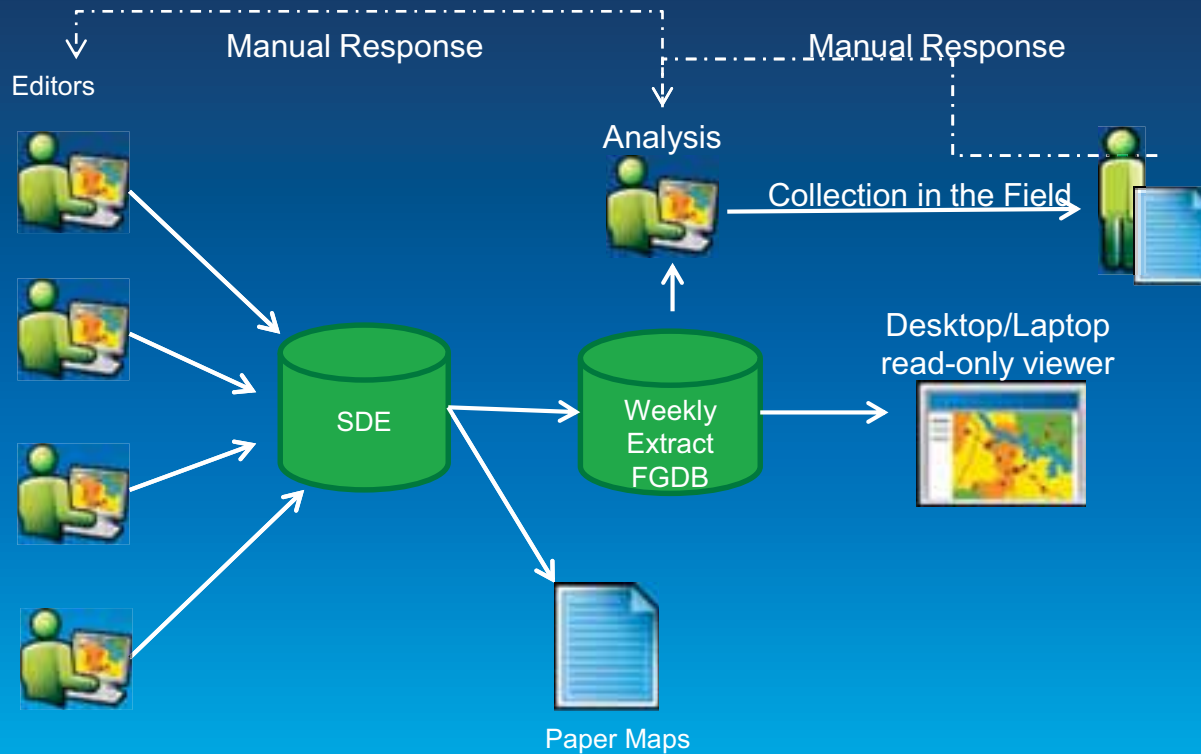 Manual Response
Manual Response
Editors
Analysis
Collection in the Field
Desktop/Laptop
read-only viewer
SDE
Weekly
Extract
FGDB
Paper Maps